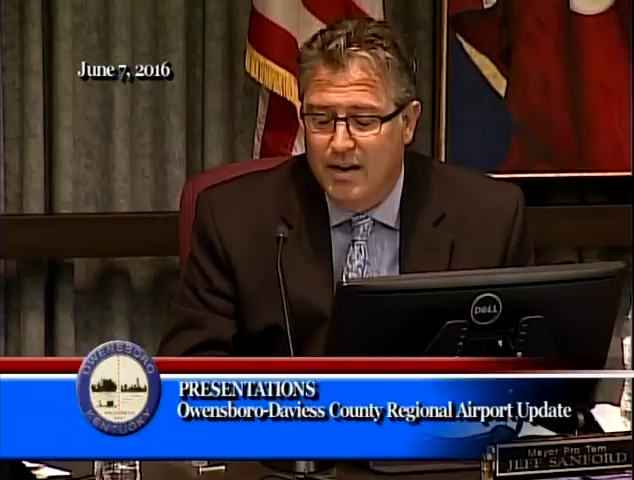 June 7, 2016
DELL
OWENSBORO
KENTUCKY
PRESENTATIONS
Owensboro-Daviess County Regional Airport Update
Mayor Pro Tem
JEFF SANFORD